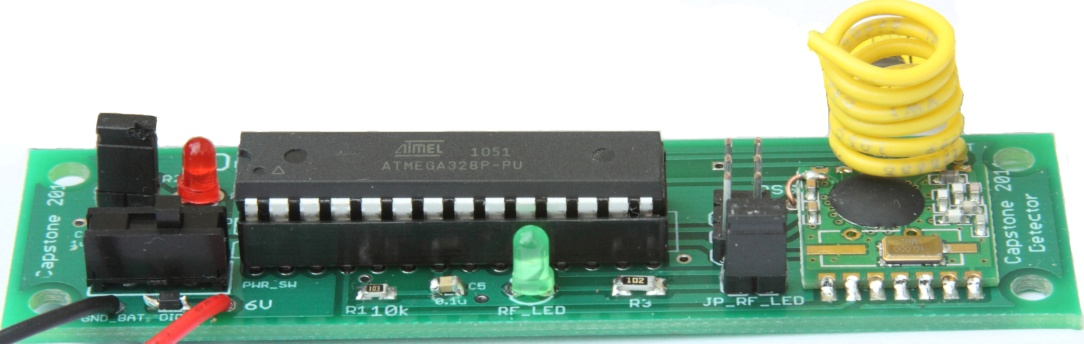 ATMEL 1051
ATMEGA328P-PU
Capstone 201
PWR_SW
6V
GND_BAT.
103
R1 10k
C5
0.1u
RF_LED
102
R3
JP_RF_LED
Capstone 201
Detector